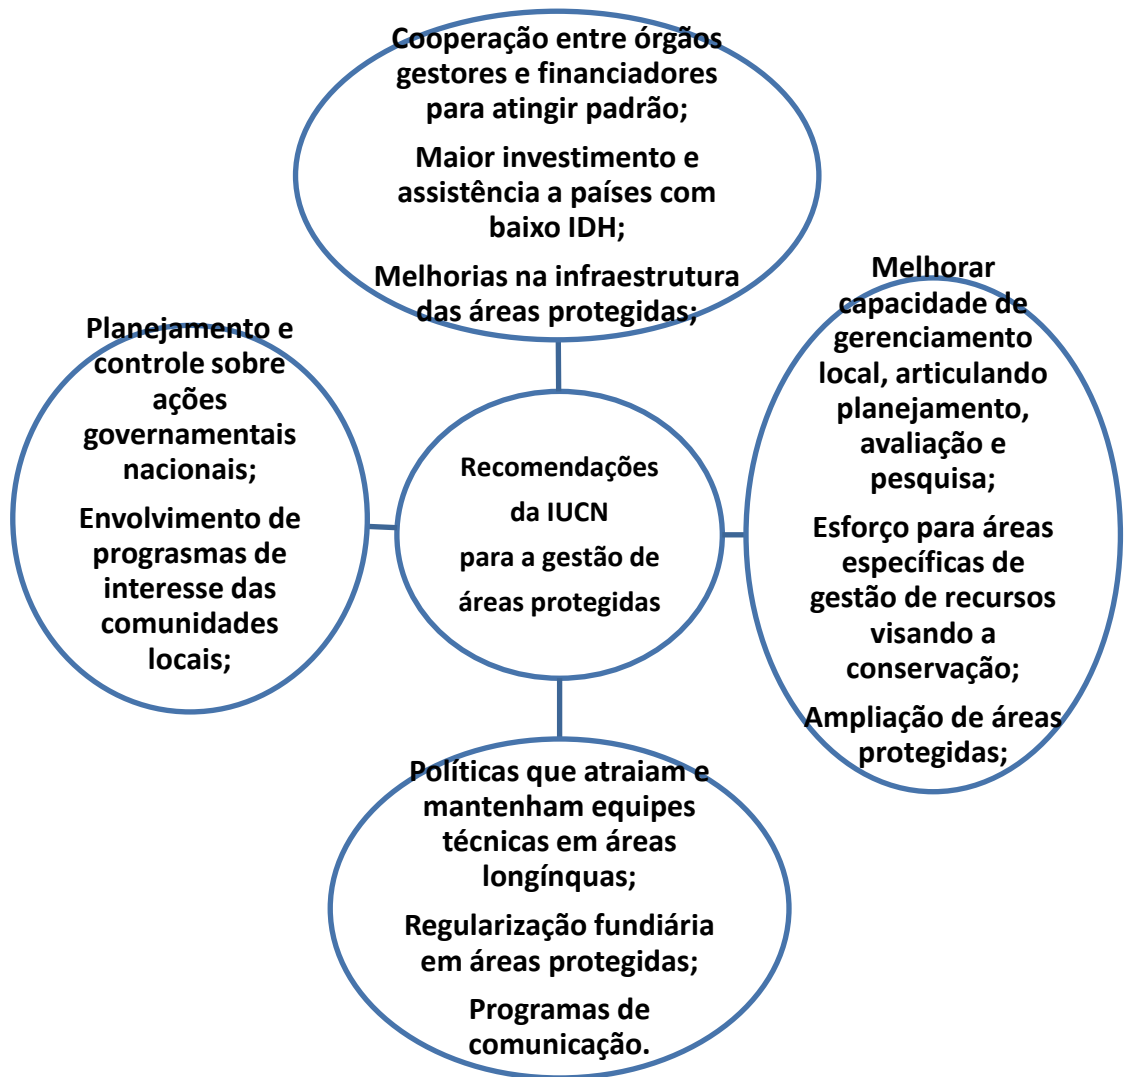 Cooperação entre órgãos
gestores e financiadores
para atingir padrão;
Maior investimento e
assistência a países com
baixo IDH;
Melhorias na infraestrutura
das áreas protegidas;
Melhorar
capacidade de
gerenciamento
local, articulando
planejamento,
avaliação e
pesquisa;
Esforço para áreas
específicas de
gestão de recursos
visando a
conservação;
Ampliação de áreas
protegidas;
Políticas que atraiam e
mantenham equipes
técnicas em áreas
longínquas;
Regularização fundiária
em áreas protegidas;
Programas de
comunicação.
Planejamento e
controle sobre
ações
governamentais
nacionais;
Envolvimento de
prograsmas de
interesse das
comunidades
locais;
Recomendações
da IUCN
para a gestão de
áreas protegidas